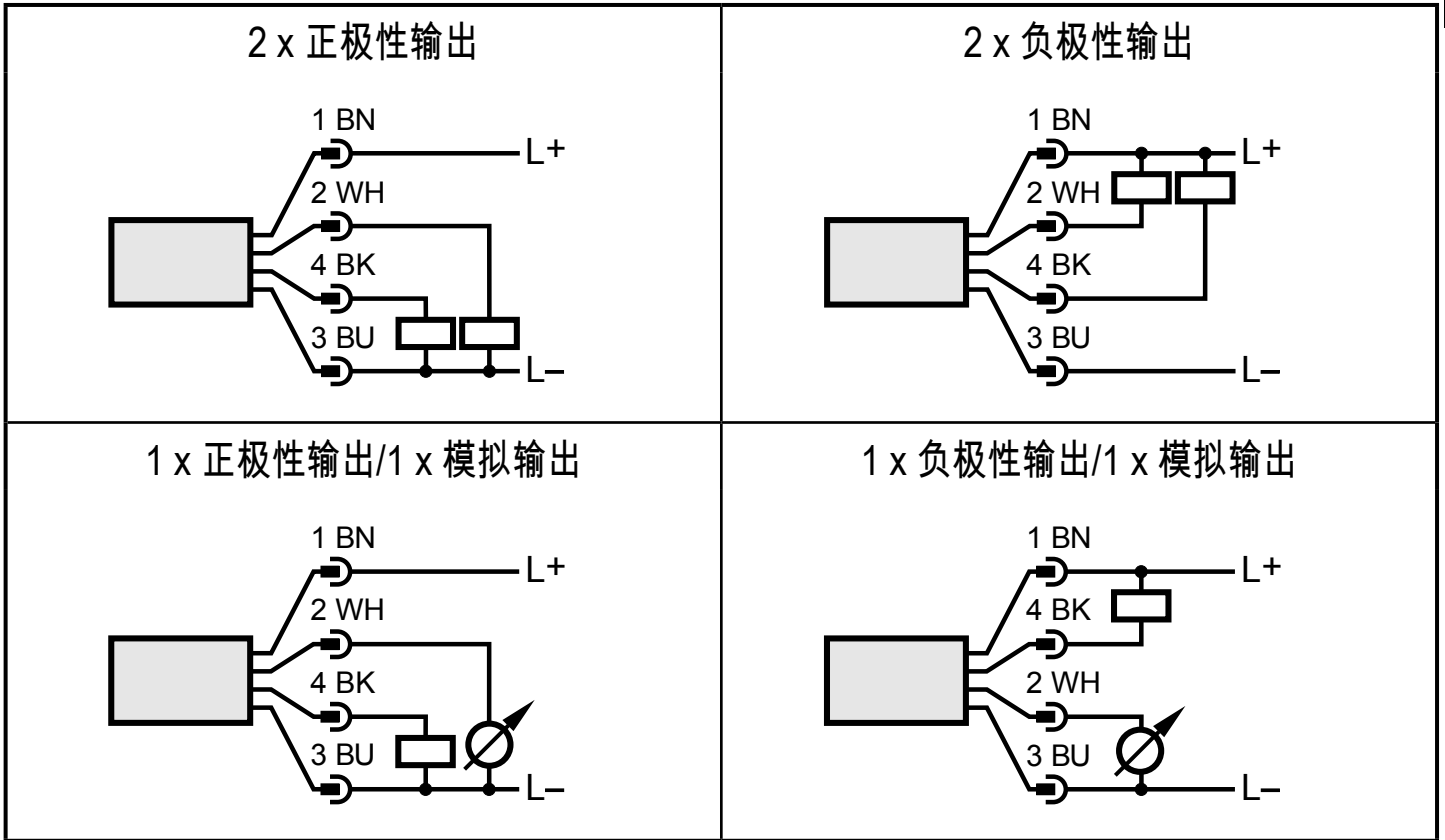 2 x 正极性输出
1 BN
L+
2 WH
4 BK
3 BU
L–
2 x 负极性输出
1 BN
L+
2 WH
4 BK
3 BU
L–
1 x 正极性输出/1 x 模拟输出
1 BN
L+
2 WH
4 BK
3 BU
L–
1 x 负极性输出/1 x 模拟输出
1 BN
L+
4 BK
2 WH
3 BU
L–